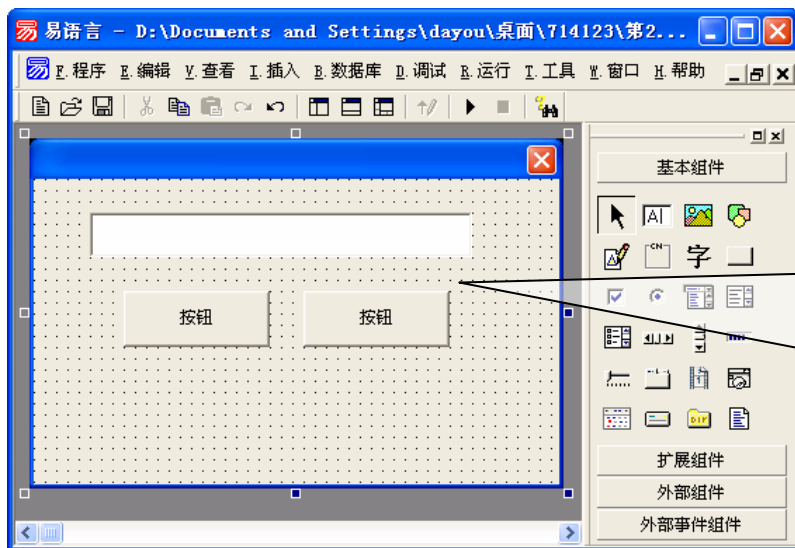 易语言 - D:\Documents and Settings\dayou\桌面\714123\第2...
F.程序 E.编辑 V.查看 I.插入 B.数据库 D.调试 R.运行 T.工具 W.窗口 H.帮助
基本组件
A
CN
字
按钮 按钮
DIR
扩展组件
外部组件
外部事件组件